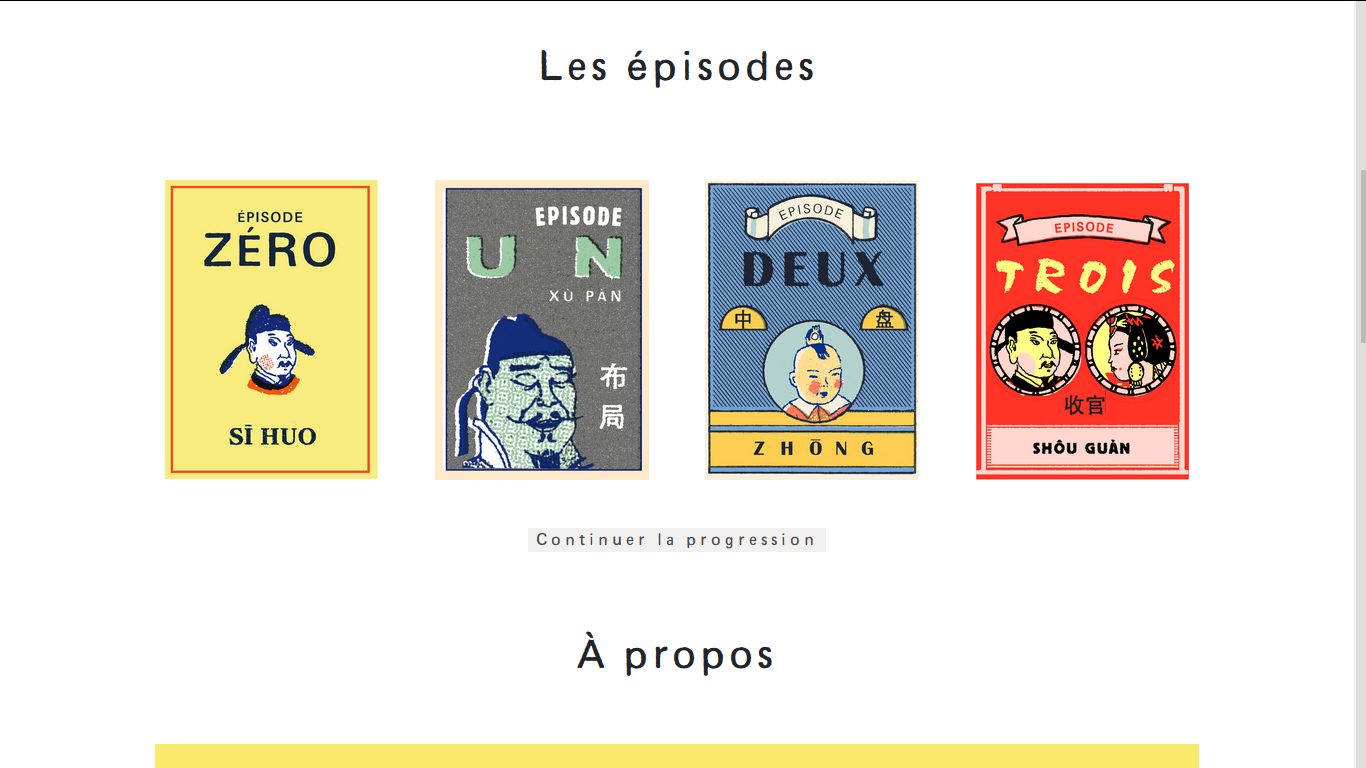 Les épisodes
ÉPISODE
ZÉRO
SĪ HUO
EPISODE
UN
XÙ PÀN
布
局
EPISODE
DEUX
中 盘
ZHŌNG
EPISODE
TROIS
收官
SHÔU GUÀN
Continuer la progression
À propos